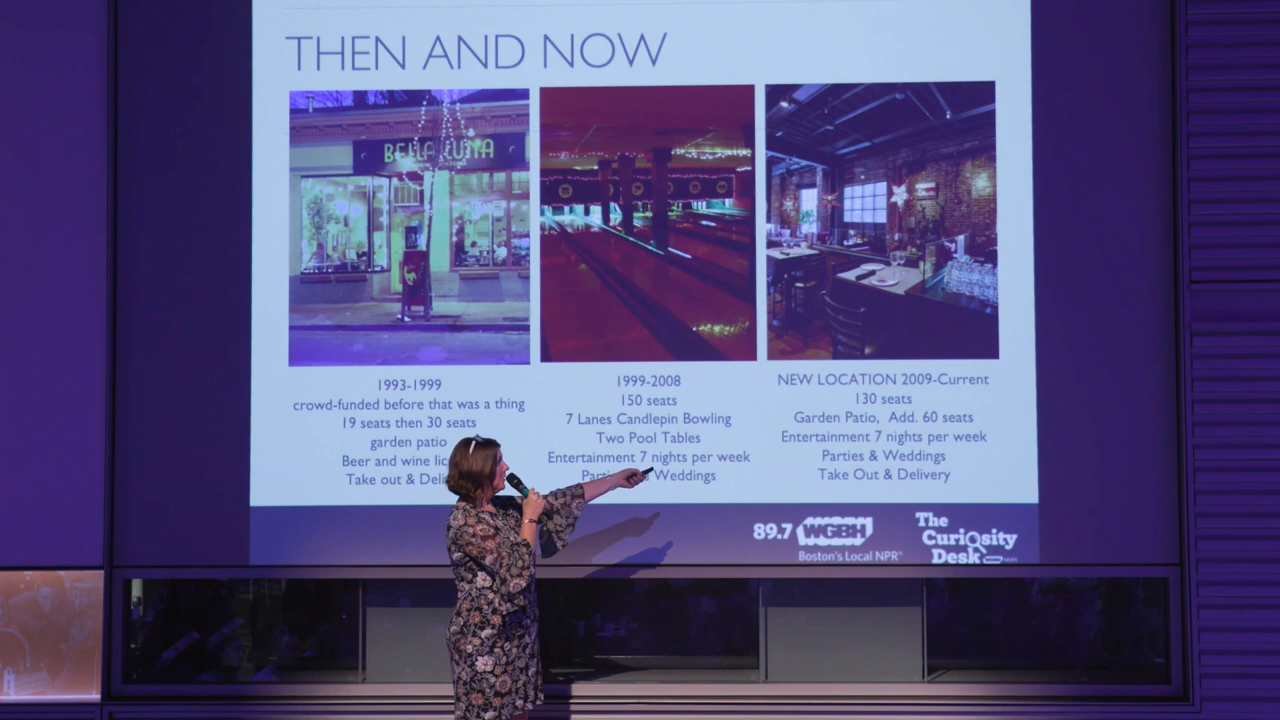 THEN AND NOW
BELLA LUNA
1993-1999
crowd-funded before that was a thing
19 seats then 30 seats
garden patio
Beer and wine lic
Take out & Deli
1999-2008
150 seats
7 Lanes Candlepin Bowling
Two Pool Tables
Entertainment 7 nights per week
Weddings
NEW LOCATION 2009-Current
130 seats
Garden Patio, Add. 60 seats
Entertainment 7 nights per week
Parties & Weddings
Take Out & Delivery
89.7 WGBH
Boston's Local NPR®
The
Curiosity
Desk